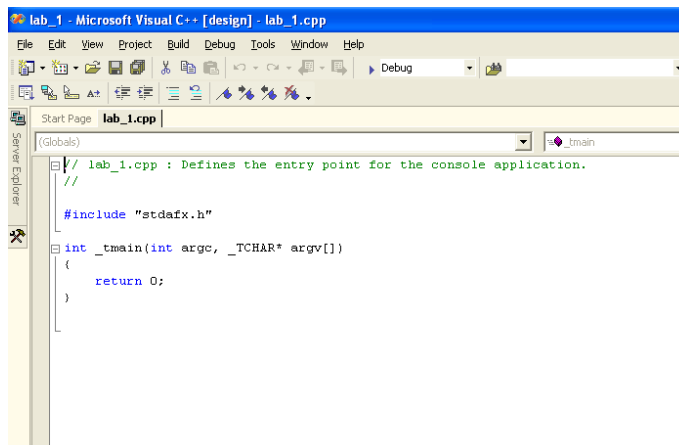 lab_1 - Microsoft Visual C++ [design] - lab_1.cpp
File Edit View Project Build Debug Tools Window Help
Debug
Start Page lab_1.cpp
(Globals) _tmain
Server Explorer
// lab_1.cpp : Defines the entry point for the console application.
//
#include "stdafx.h"
int _tmain(int argc, _TCHAR* argv[])
{
return 0;
}